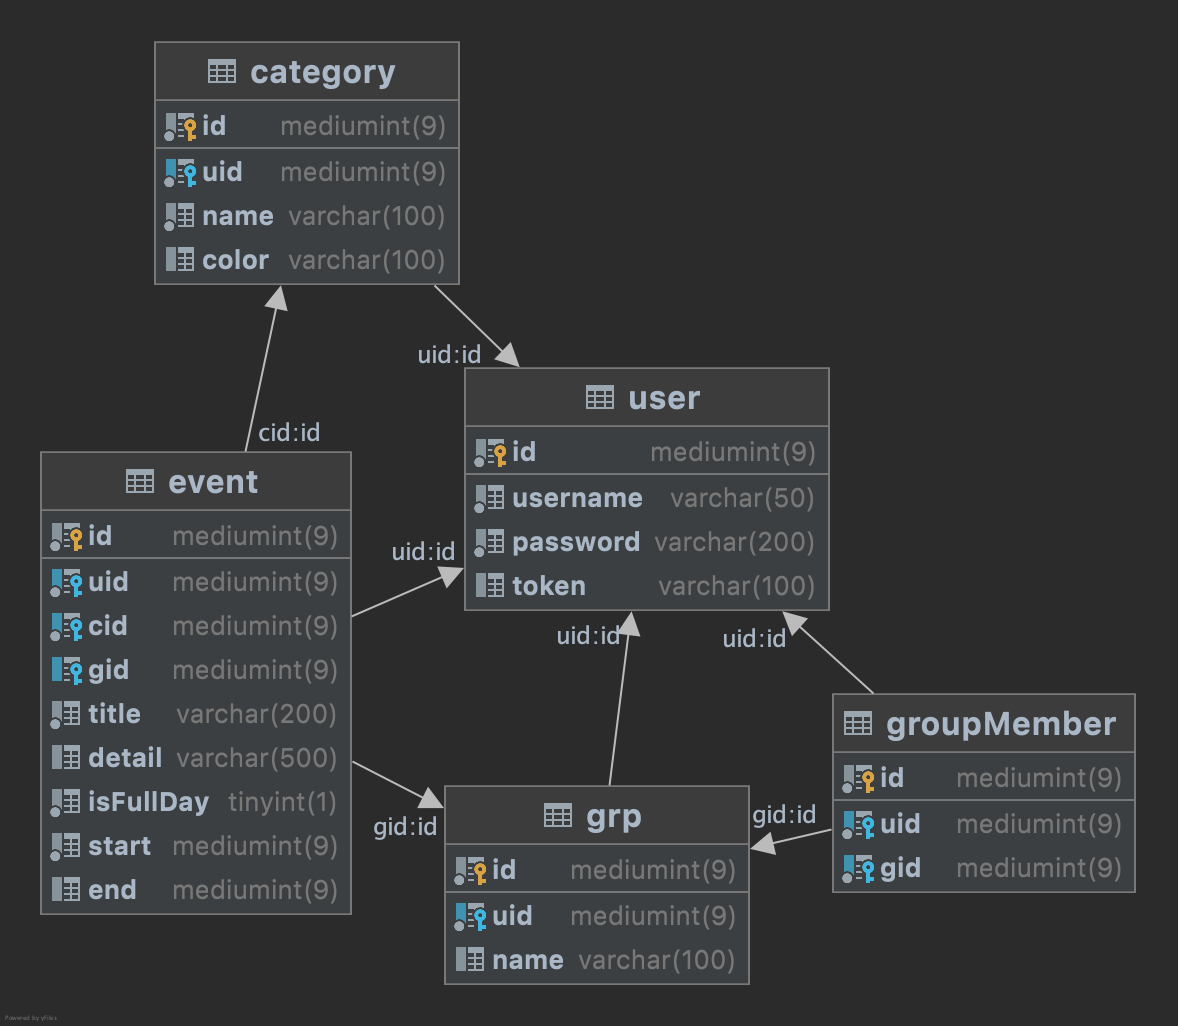 category
id mediumint(9)
uid mediumint(9)
name varchar(100)
color varchar(100)
uid:id
cid:id
user
id mediumint(9)
username varchar(50)
password varchar(200)
token varchar(100)
event
id mediumint(9)
uid mediumint(9)
cid mediumint(9)
gid mediumint(9)
title varchar(200)
detail varchar(500)
isFullDay tinyint(1)
start mediumint(9)
end mediumint(9)
uid:id
uid:id
uid:id
gid:id
groupMember
id mediumint(9)
uid mediumint(9)
gid mediumint(9)
gid:id
grp
id mediumint(9)
uid mediumint(9)
name varchar(100)
Powered by yFiles